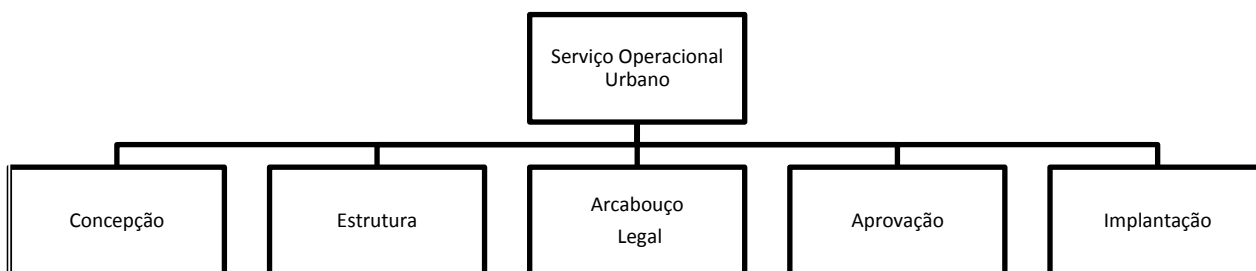 Serviço Operacional
Urbano
Concepção
Estrutura
Arcabouço
Legal
Aprovação
Implantação